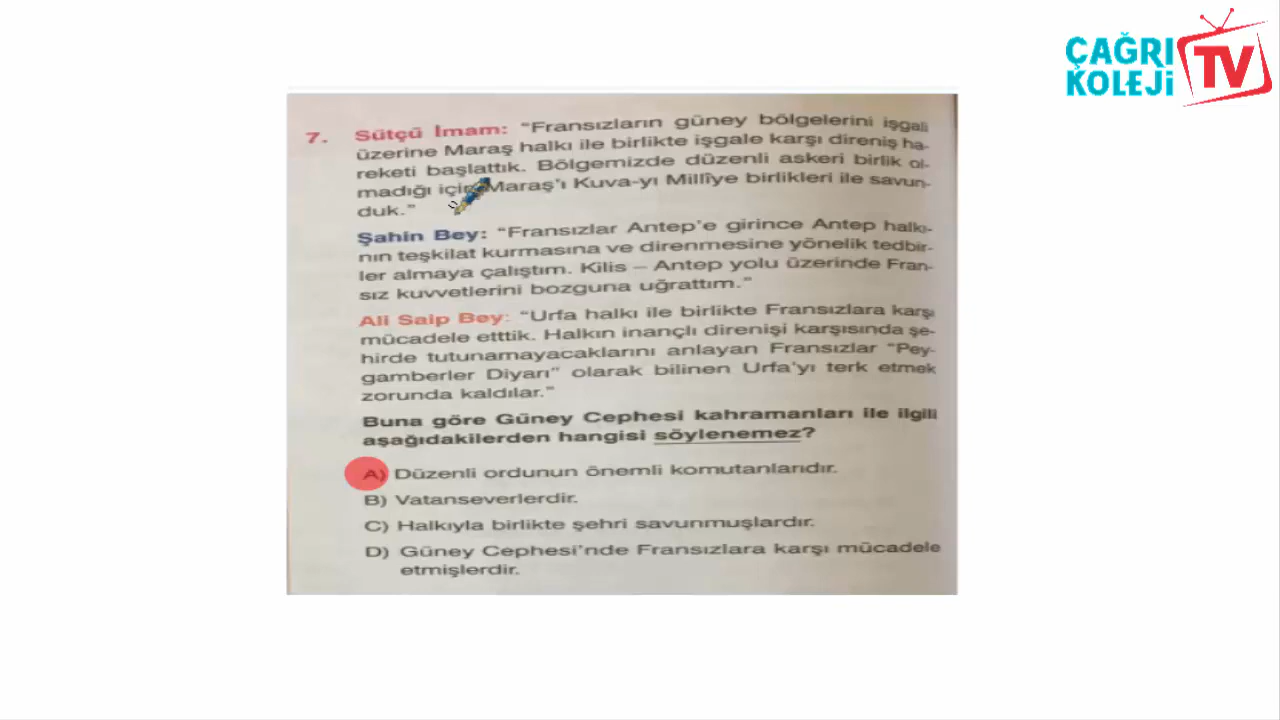 ÇAĞRI
KOLEJİ
TV
7. Sütçü İmam: “Fransızların güney bölgelerini işgali
üzerine Maraş halkı ile birlikte işgale karşı direniş ha-
reketi başlattık. Bölgemizde düzenli askeri birlik ol-
madığı için Maraş’ı Kuva-yı Millîye birlikleri ile savun-
duk.”
Şahin Bey: “Fransızlar Antep’e girince Antep halkı-
nın teşkilat kurmasına ve direnmesine yönelik tedbir-
ler almaya çalıştım. Kilis – Antep yolu üzerinde Fran-
sız kuvvetlerini bozguna uğrattım.”
Ali Saip Bey: “Urfa halkı ile birlikte Fransızlara karşı
mücadele etttik. Halkın inançlı direnişi karşısında şe-
hirde tutunamayacaklarını anlayan Fransızlar “Pey-
gamberler Diyarı” olarak bilinen Urfa’yı terk etmek
zorunda kaldılar.”
Buna göre Güney Cephesi kahramanları ile ilgili
aşağıdakilerden hangisi söylenemez?
A) Düzenli ordunun önemli komutanlarıdır.
B) Vatanseverlerdir.
C) Halkıyla birlikte şehri savunmuşlardır.
D) Güney Cephesi’nde Fransızlara karşı mücadele
etmişlerdir.